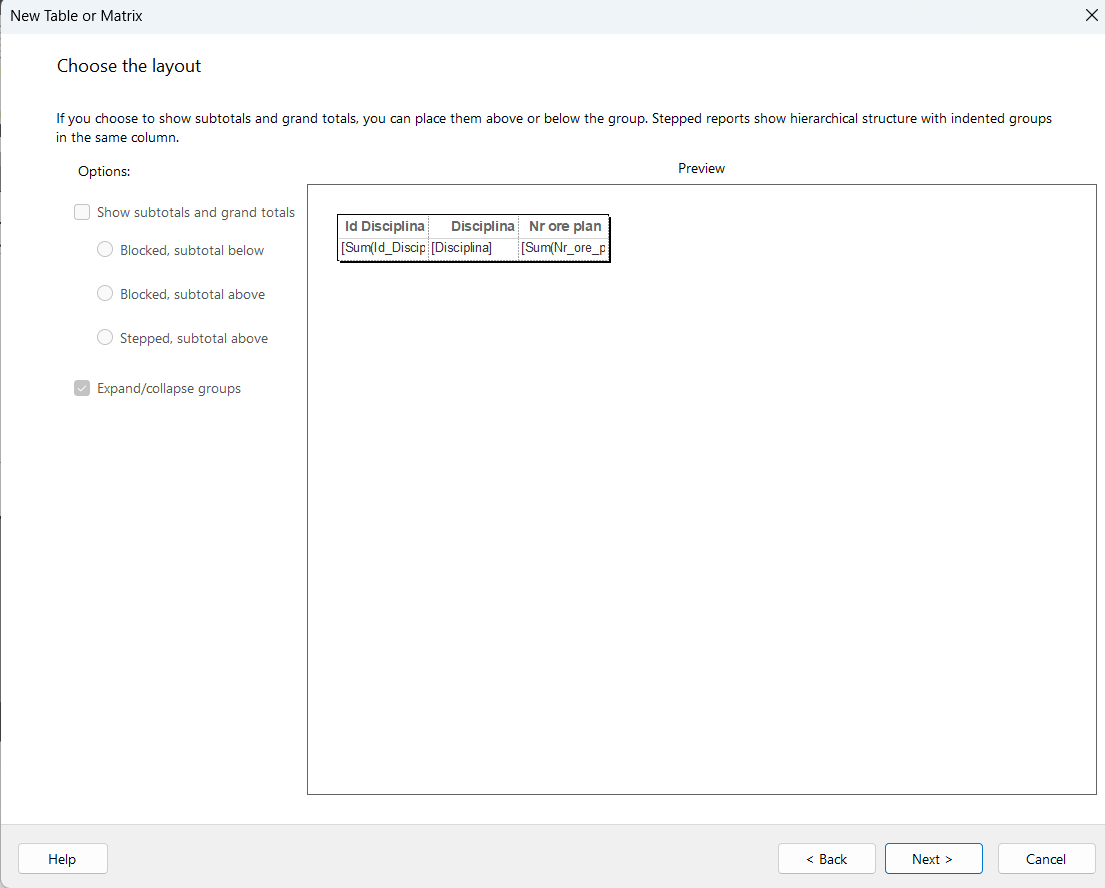 New Table or Matrix
Choose the layout
If you choose to show subtotals and grand totals, you can place them above or below the group. Stepped reports show hierarchical structure with indented groups
in the same column.
Options:
Preview
Show subtotals and grand totals
Blocked, subtotal below
Blocked, subtotal above
Stepped, subtotal above
Expand/collapse groups
Id Disciplina Disciplina Nr ore plan
[Sum(Id_Discip [Disciplina] [Sum(Nr_ore_p
Help
< Back
Next >
Cancel